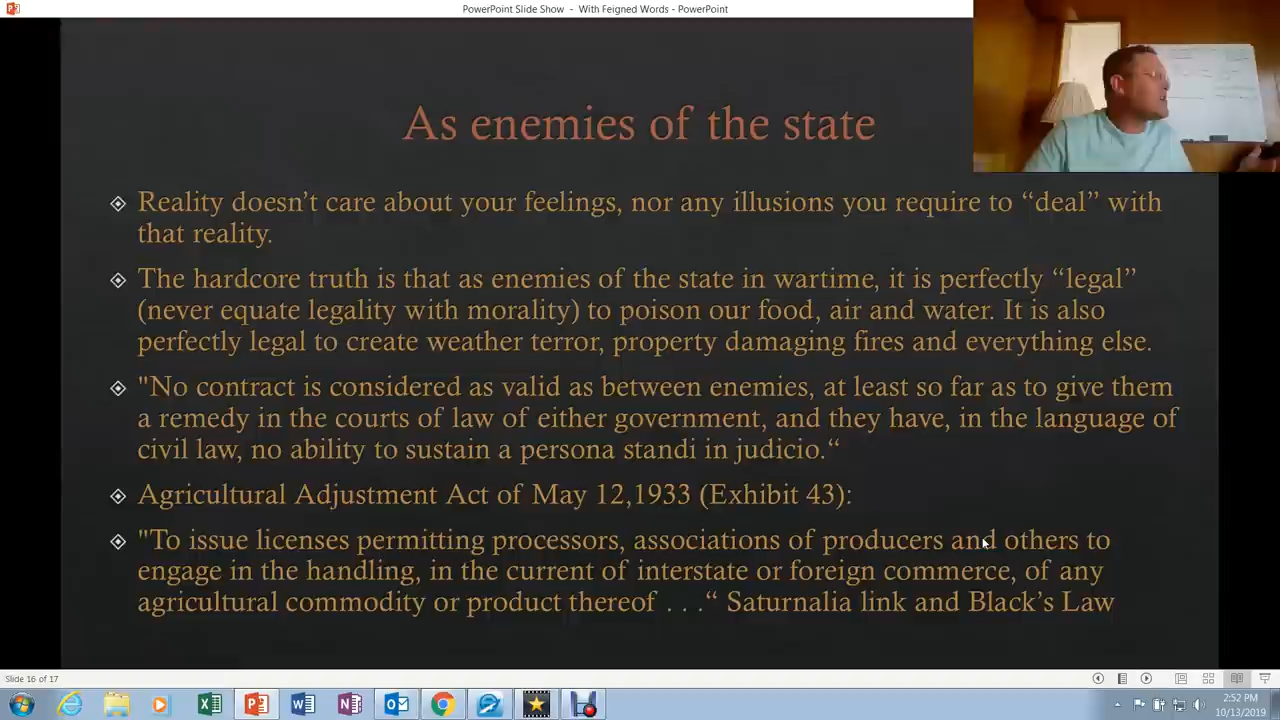 PowerPoint Slide Show - With Feigned Words - PowerPoint
As enemies of the state
Reality doesn’t care about your feelings, nor any illusions you require to “deal” with
that reality.
The hardcore truth is that as enemies of the state in wartime, it is perfectly “legal”
(never equate legality with morality) to poison our food, air and water. It is also
perfectly legal to create weather terror, property damaging fires and everything else.
"No contract is considered as valid as between enemies, at least so far as to give them
a remedy in the courts of law of either government, and they have, in the language of
civil law, no ability to sustain a persona standi in judicio.“
Agricultural Adjustment Act of May 12,1933 (Exhibit 43):
"To issue licenses permitting processors, associations of producers and others to
engage in the handling, in the current of interstate or foreign commerce, of any
agricultural commodity or product thereof . . .“ Saturnalia link and Black’s Law
Slide 16 of 17
2:52 PM
10/13/2019